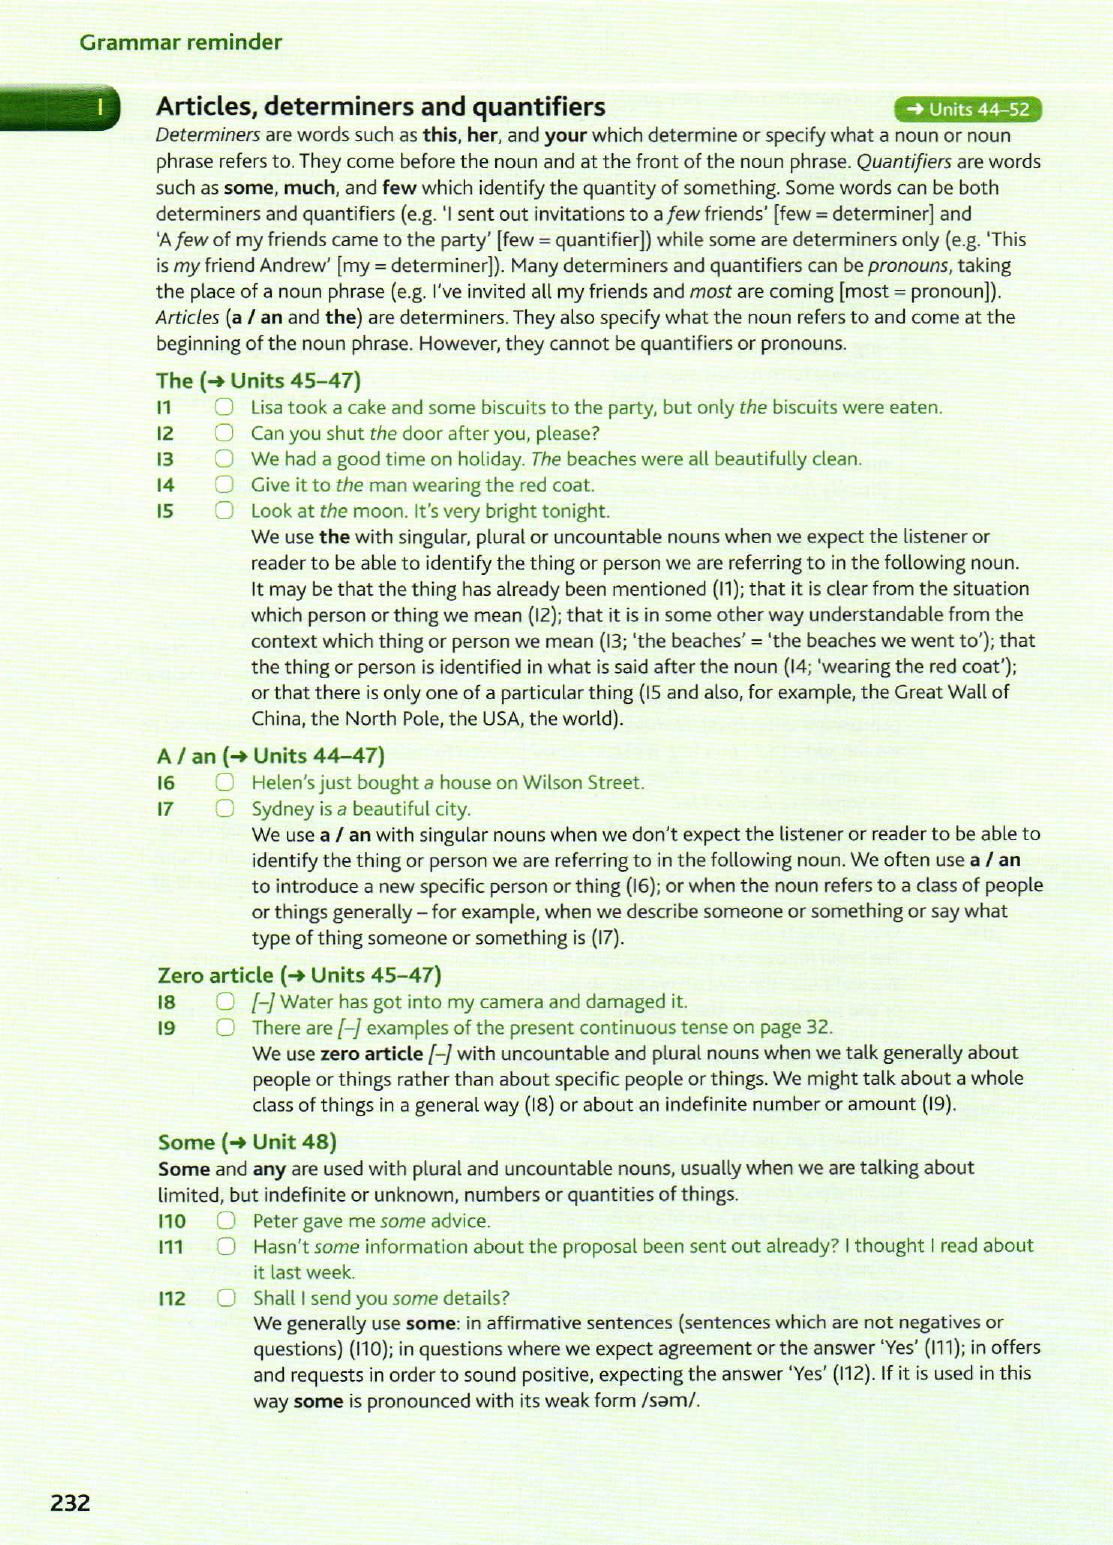 Grammar reminder
I
Articles, determiners and quantifiers
→ Units 44–52
Determiners are words such as this, her, and your which determine or specify what a noun or noun
phrase refers to. They come before the noun and at the front of the noun phrase. Quantifiers are words
such as some, much, and few which identify the quantity of something. Some words can be both
determiners and quantifiers (e.g. 'I sent out invitations to a few friends' [few = determiner] and
'A few of my friends came to the party' [few = quantifier]) while some are determiners only (e.g. 'This
is my friend Andrew' [my = determiner]). Many determiners and quantifiers can be pronouns, taking
the place of a noun phrase (e.g. I've invited all my friends and most are coming [most = pronoun]).
Articles (a / an and the) are determiners. They also specify what the noun refers to and come at the
beginning of the noun phrase. However, they cannot be quantifiers or pronouns.
The (→ Units 45–47)
I1 Lisa took a cake and some biscuits to the party, but only the biscuits were eaten.
I2 Can you shut the door after you, please?
I3 We had a good time on holiday. The beaches were all beautifully clean.
I4 Give it to the man wearing the red coat.
I5 Look at the moon. It's very bright tonight.
We use the with singular, plural or uncountable nouns when we expect the listener or
reader to be able to identify the thing or person we are referring to in the following noun.
It may be that the thing has already been mentioned (I1); that it is clear from the situation
which person or thing we mean (I2); that it is in some other way understandable from the
context which thing or person we mean (I3; 'the beaches' = 'the beaches we went to'); that
the thing or person is identified in what is said after the noun (I4; 'wearing the red coat');
or that there is only one of a particular thing (I5 and also, for example, the Great Wall of
China, the North Pole, the USA, the world).
A / an (→ Units 44–47)
I6 Helen's just bought a house on Wilson Street.
I7 Sydney is a beautiful city.
We use a / an with singular nouns when we don't expect the listener or reader to be able to
identify the thing or person we are referring to in the following noun. We often use a / an
to introduce a new specific person or thing (I6); or when the noun refers to a class of people
or things generally – for example, when we describe someone or something or say what
type of thing someone or something is (I7).
Zero article (→ Units 45–47)
I8 [–] Water has got into my camera and damaged it.
I9 There are [–] examples of the present continuous tense on page 32.
We use zero article [–] with uncountable and plural nouns when we talk generally about
people or things rather than about specific people or things. We might talk about a whole
class of things in a general way (I8) or about an indefinite number or amount (I9).
Some (→ Unit 48)
Some and any are used with plural and uncountable nouns, usually when we are talking about
limited, but indefinite or unknown, numbers or quantities of things.
I10 Peter gave me some advice.
I11 Hasn't some information about the proposal been sent out already? I thought I read about
it last week.
I12 Shall I send you some details?
We generally use some: in affirmative sentences (sentences which are not negatives or
questions) (I10); in questions where we expect agreement or the answer 'Yes' (I11); in offers
and requests in order to sound positive, expecting the answer 'Yes' (I12). If it is used in this
way some is pronounced with its weak form /səm/.
232